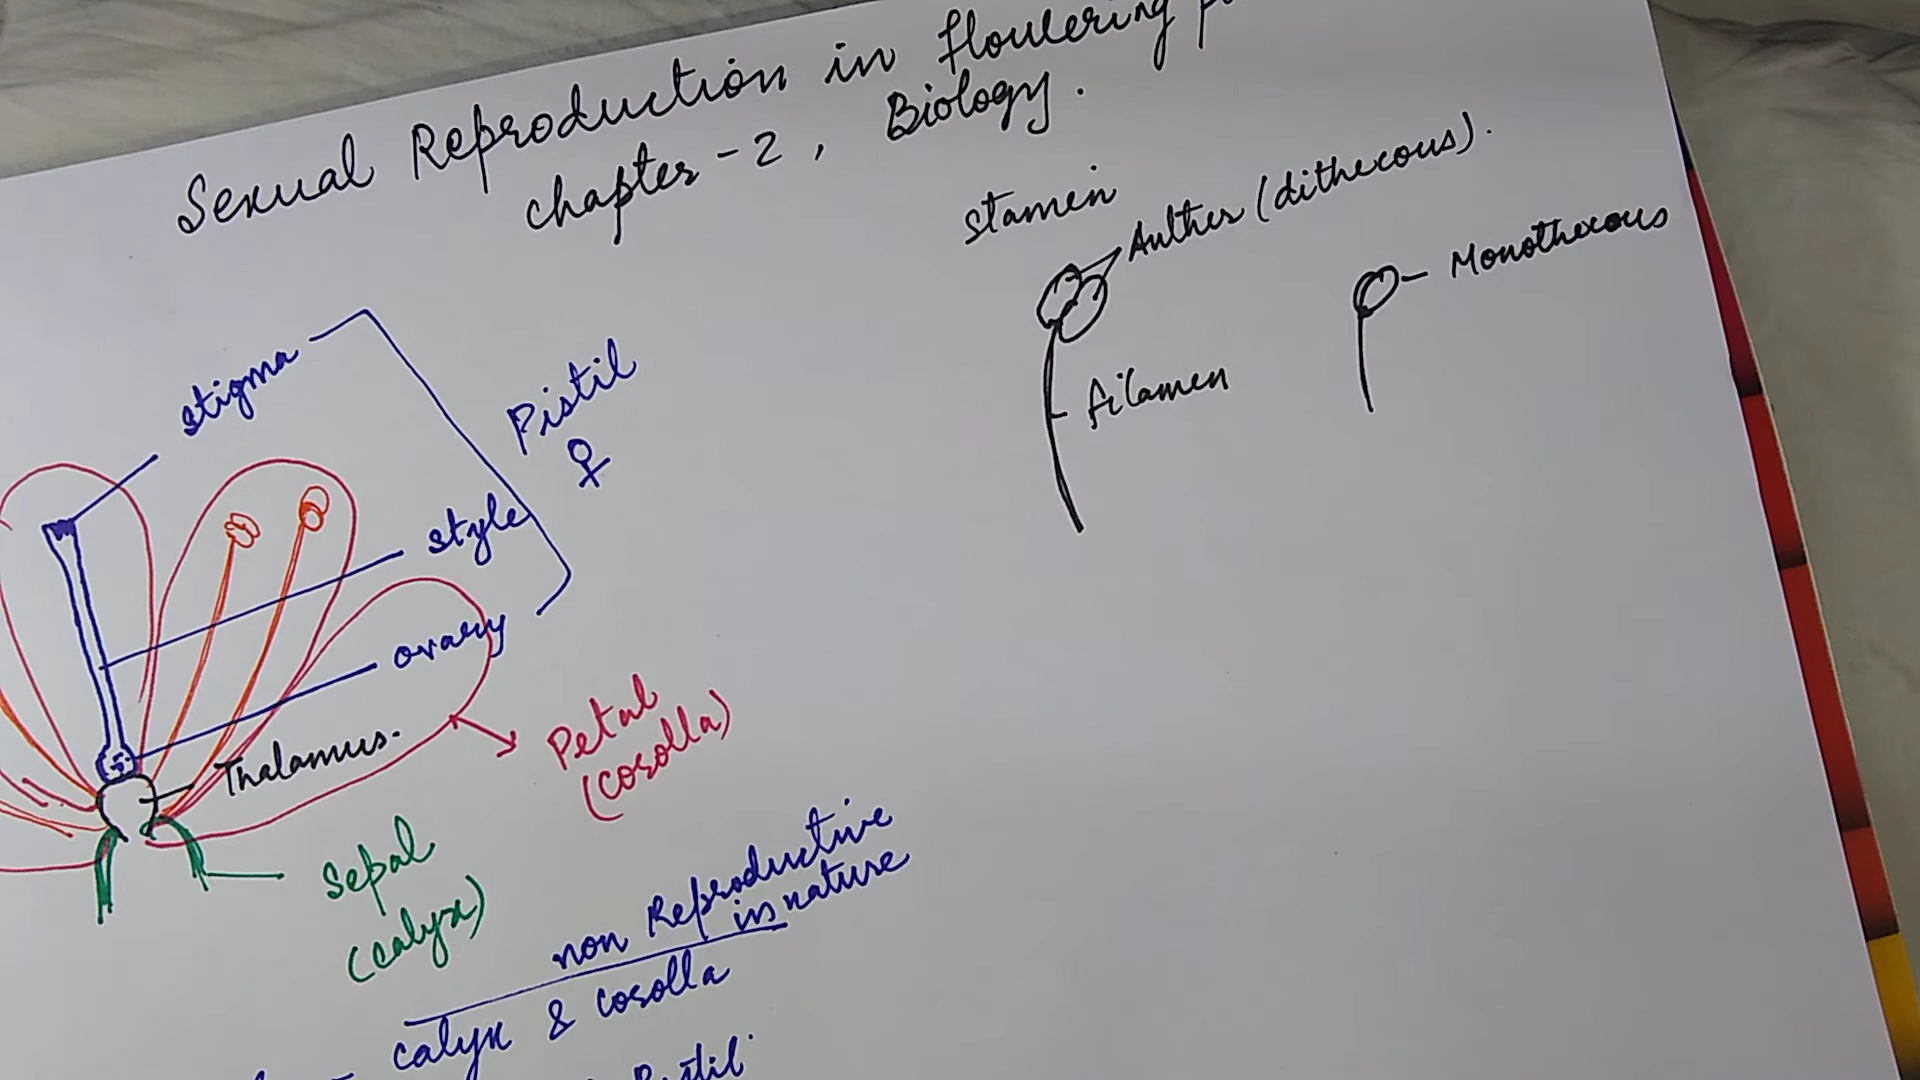 Sexual Reproduction in flowering
chapter - 2, Biology.
stamen
Anther (dithecous).
Monothecous
filamen
stigma
Pistil
♀
style
ovary
Thalamus.
Petal
(corolla)
Sepal
(calyx)
non Reproductive
in nature
calyx & corolla
Pistil